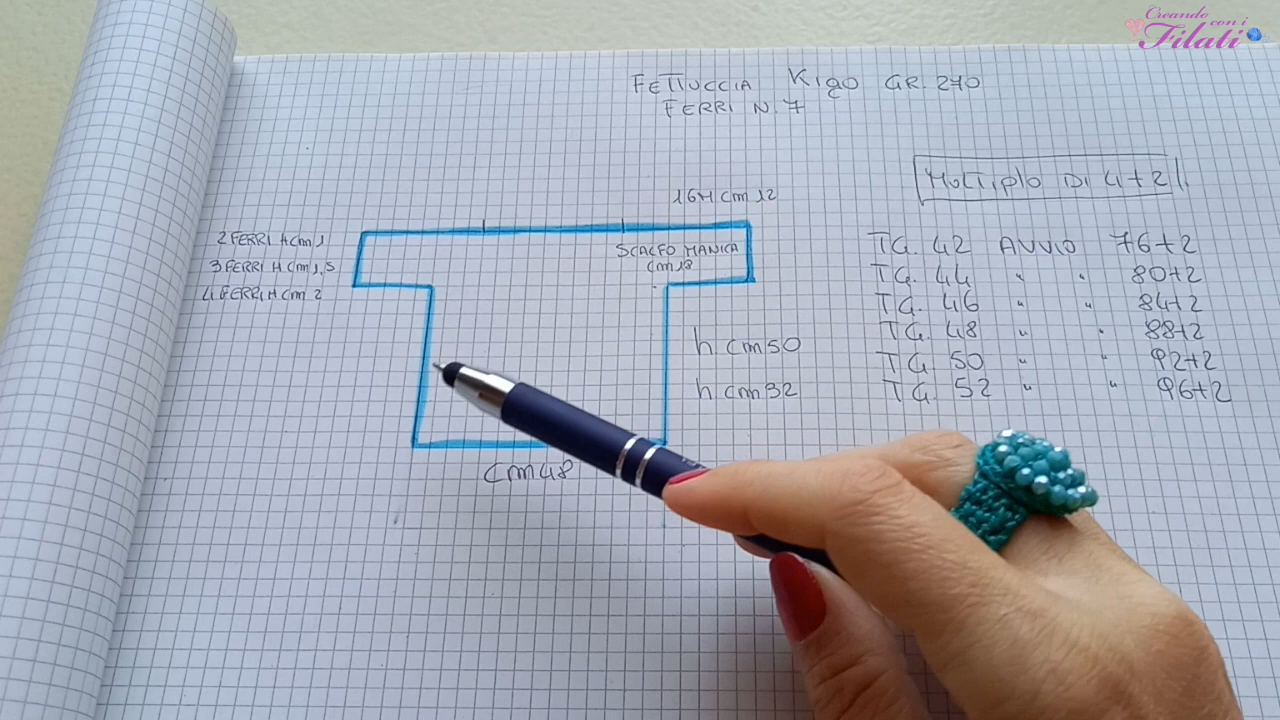 Creando con i Filati
FETTUCCIA Kigo GR. 270
FERRI N. 7
MULTIPLO DI 4+2
16M cm 12
2 FERRI H cm 1
3 FERRI H cm 1,5
4 FERRI H cm 2
SCALFO MANICA
cm 18
h cm 50
h cm 32
cm 48
TG. 42 AVVIO 76+2
TG. 44 " " 80+2
TG. 46 " " 84+2
TG. 48 " " 88+2
TG 50 " " 92+2
TG. 52 " " 96+2